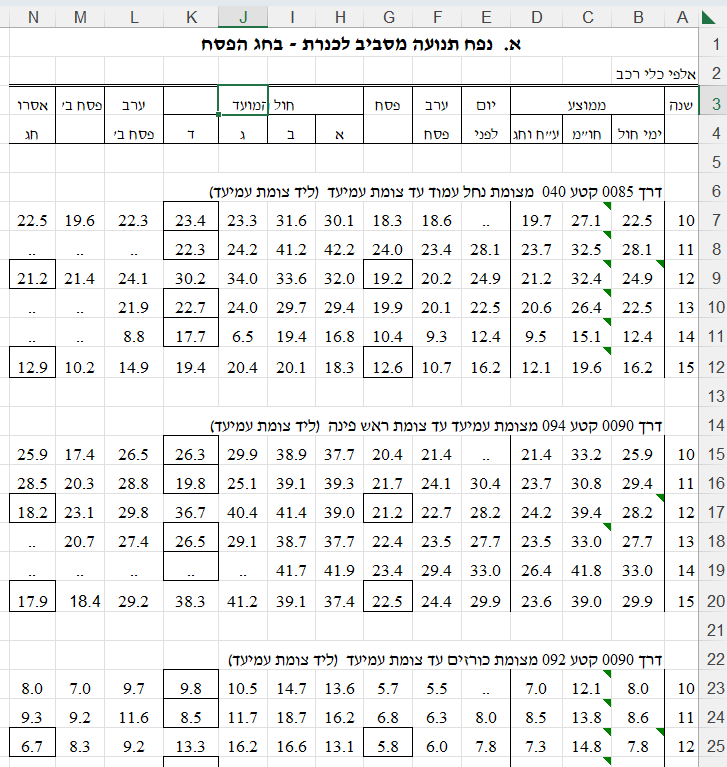 A B C D E F G H I J K L M N
1 א. נפח תנועה מסביב לכנרת - בחג הפסח
2 אלפי כלי רכב
3 שנה ממוצע יום ערב פסח חול המועד ערב פסח ב' אסרו
4 ימי חול חו"מ ע"ח וחג לפני פסח א ב ג ד פסח ב' חג
5
6 דרך 0085 קטע 040 מצומת נחל עמוד עד צומת עמיעד (ליד צומת עמיעד)
7 10 22.5 27.1 19.7 .. 18.6 18.3 30.1 31.6 23.3 23.4 22.3 19.6 22.5
8 11 28.1 32.5 23.7 28.1 23.4 24.0 42.2 41.2 24.2 22.3 .. .. ..
9 12 24.9 32.4 21.2 24.9 20.2 19.2 32.0 33.6 34.0 30.2 24.1 21.4 21.2
10 13 22.5 26.4 20.6 22.5 20.1 19.9 29.4 29.7 24.0 22.7 21.9 .. ..
11 14 12.4 15.1 9.5 12.4 9.3 10.4 16.8 19.4 6.5 17.7 8.8 .. ..
12 15 16.2 19.6 12.1 16.2 10.7 12.6 18.3 20.1 20.4 19.4 14.9 10.2 12.9
13
14 דרך 0090 קטע 094 מצומת עמיעד עד צומת ראש פינה (ליד צומת עמיעד)
15 10 25.9 33.2 21.4 .. 21.4 20.4 37.7 38.9 29.9 26.3 26.5 17.4 25.9
16 11 29.4 30.8 23.7 30.4 24.1 21.7 39.3 39.1 25.1 19.8 28.8 20.3 28.5
17 12 28.2 39.4 24.2 28.2 22.7 21.2 39.0 41.4 40.4 36.7 29.8 23.1 18.2
18 13 27.7 33.0 23.5 27.7 23.5 22.4 37.7 38.7 29.1 26.5 27.4 20.7 ..
19 14 33.0 41.8 26.4 33.0 29.4 23.4 41.9 41.7 .. .. .. .. ..
20 15 29.9 39.0 23.6 29.9 24.4 22.5 37.4 39.1 41.2 38.3 29.2 18.4 17.9
21
22 דרך 0090 קטע 092 מצומת כורזים עד צומת עמיעד (ליד צומת עמיעד)
23 10 8.0 12.1 7.0 .. 5.5 5.7 13.6 14.7 10.5 9.8 9.7 7.0 8.0
24 11 8.6 13.8 8.5 8.0 6.3 6.8 16.2 18.7 11.7 8.5 11.6 9.2 9.3
25 12 7.8 14.8 7.3 7.8 6.0 5.8 13.1 16.6 16.2 13.3 9.2 8.3 6.7